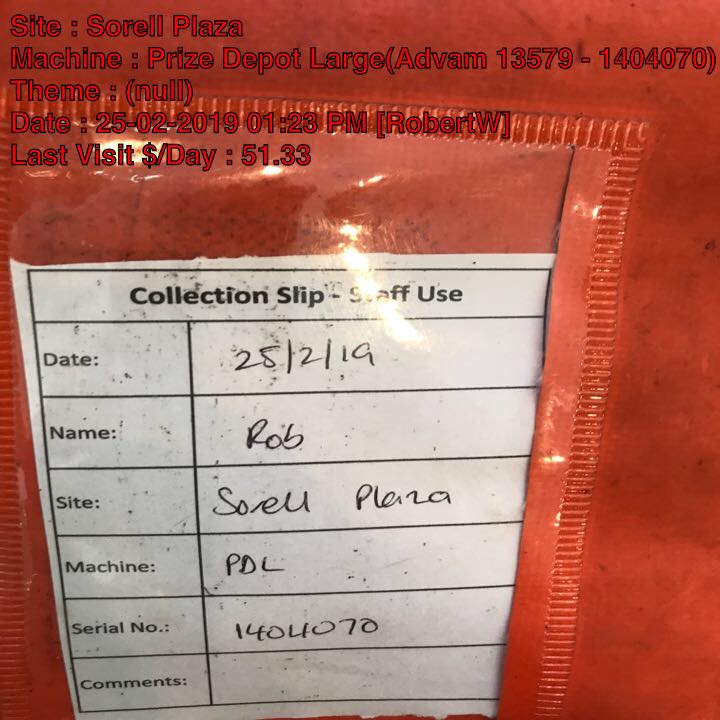 Site : Sorell Plaza
Machine : Prize Depot Large(Advam 13579 - 1404070)
Theme : (null)
Date : 25-02-2019 01:23 PM [RobertW]
Last Visit $/Day : 51.33
Collection Slip - Staff Use
Date: 25/2/19
Name: Rob
Site: Sorell Plaza
Machine: PDL
Serial No.: 1404070
Comments: